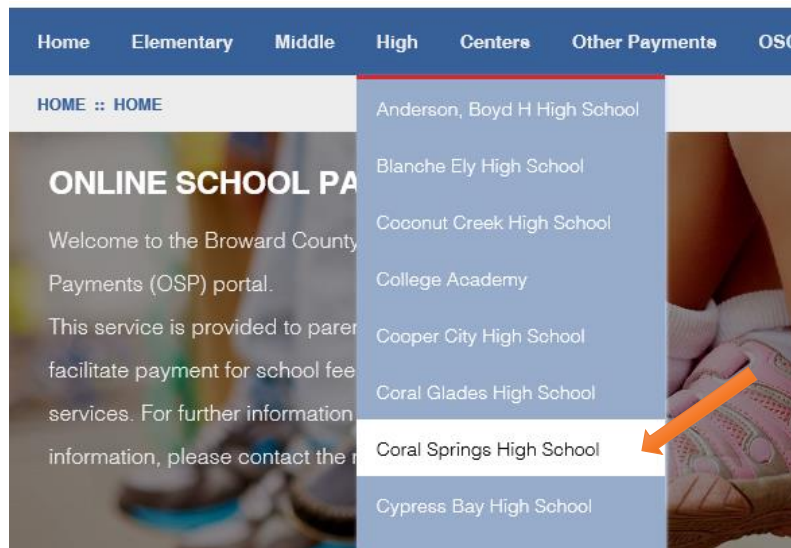 Home Elementary Middle High Centers Other Payments
HOME :: HOME
ONLINE SCHOOL
Welcome to the Broward County
Payments (OSP) portal.
This service is provided to
facilitate payment for school
services. For further information
information, please contact the
Anderson, Boyd H High School
Blanche Ely High School
Coconut Creek High School
College Academy
Cooper City High School
Coral Glades High School
Coral Springs High School
Cypress Bay High School